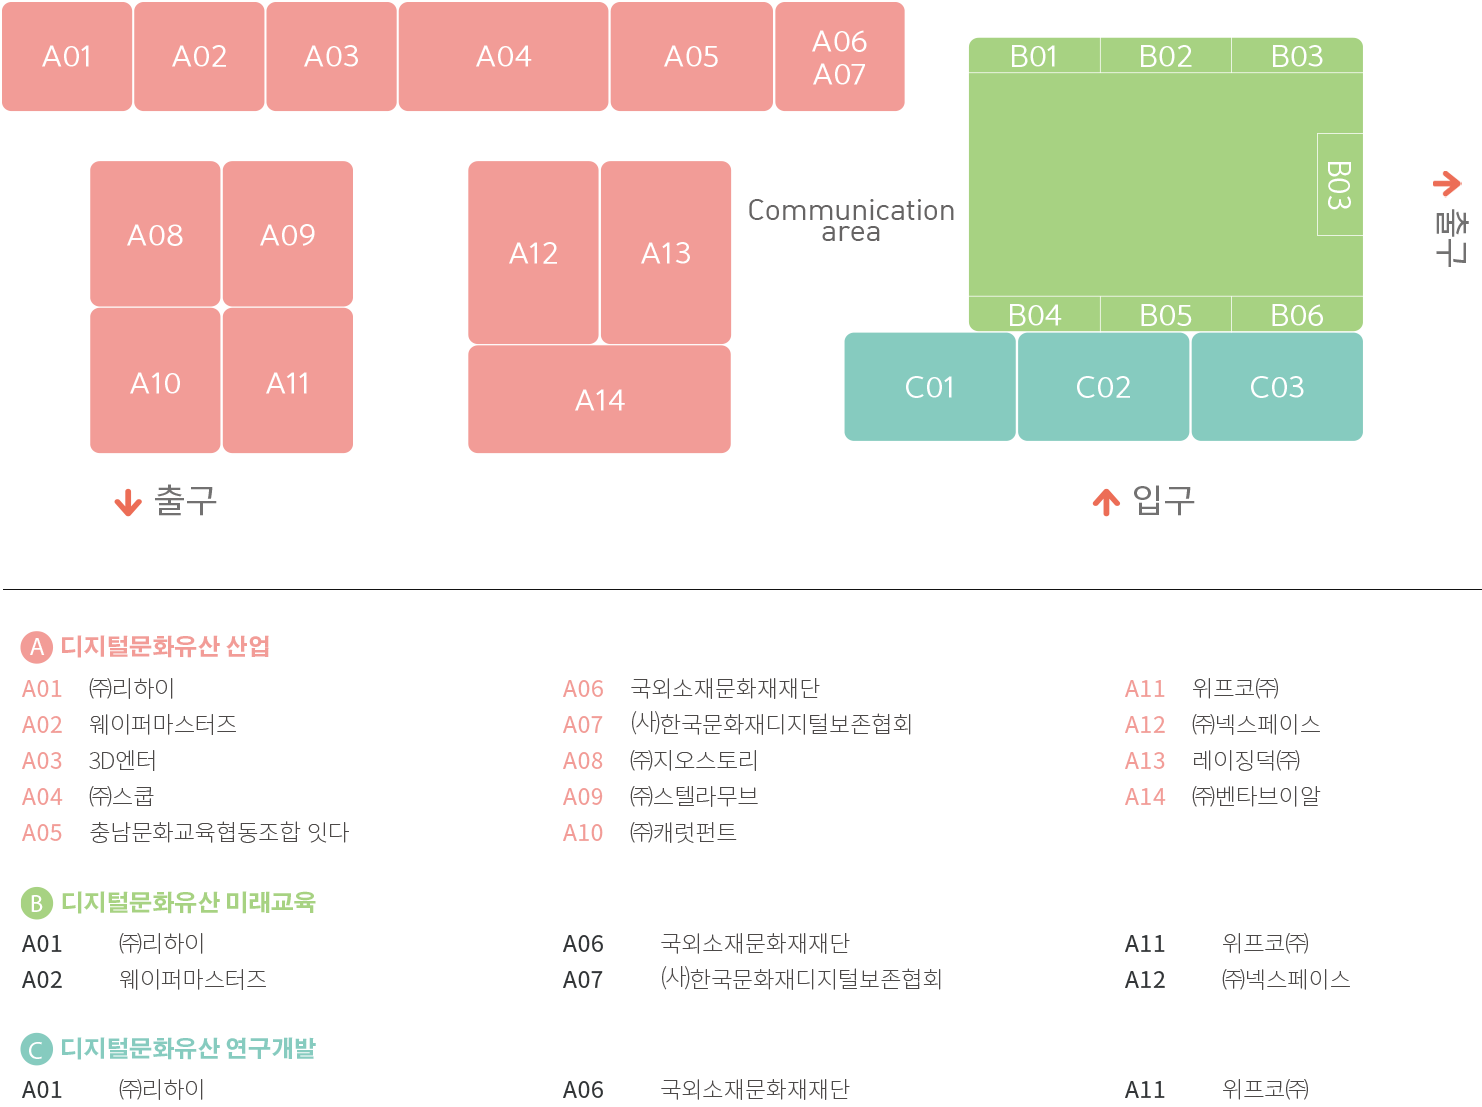 A01 A02 A03 A04 A05 A06
A07
B01 B02 B03
B03
출구
Communication
area
A08 A09
A12 A13
A10 A11
A14
B04 B05 B06
C01 C02 C03
출구
입구
A 디지털문화유산 산업
A01 ㈜리하이
A02 웨이퍼마스터즈
A03 3D엔터
A04 ㈜스쿱
A05 충남문화교육협동조합 잇다
A06 국외소재문화재재단
A07 (사)한국문화재디지털보존협회
A08 ㈜지오스토리
A09 ㈜스텔라무브
A10 ㈜캐럿펀트
A11 위프코㈜
A12 ㈜넥스페이스
A13 레이징덕㈜
A14 ㈜벤타브이알
B 디지털문화유산 미래교육
A01 ㈜리하이
A02 웨이퍼마스터즈
A06 국외소재문화재재단
A07 (사)한국문화재디지털보존협회
A11 위프코㈜
A12 ㈜넥스페이스
C 디지털문화유산 연구개발
A01 ㈜리하이
A06 국외소재문화재재단
A11 위프코㈜